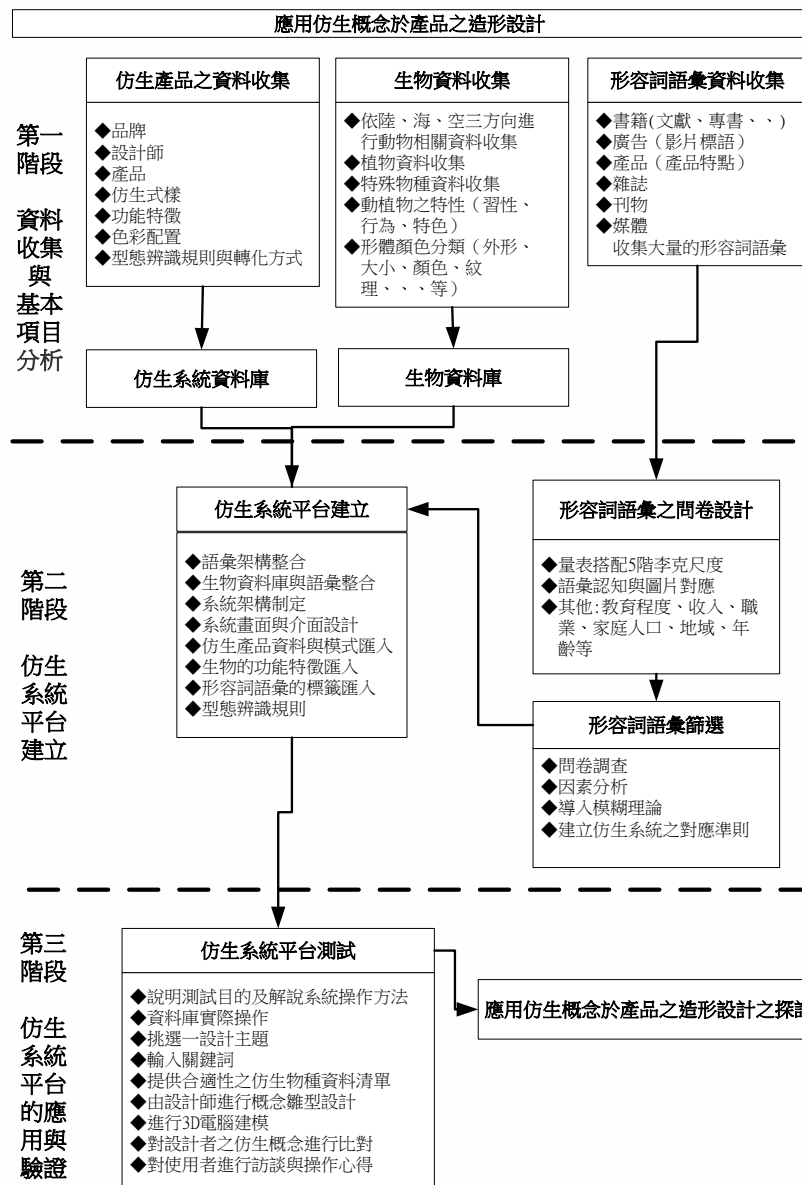 應用仿生概念於產品之造形設計
第一
階段
資料
收集
與
基本
項目
分析
仿生產品之資料收集
◆品牌
◆設計師
◆產品
◆仿生式樣
◆功能特徵
◆色彩配置
◆型態辨識規則與轉化方式
生物資料收集
◆依陸、海、空三方向進
行動物相關資料收集
◆植物資料收集
◆特殊物種資料收集
◆動植物之特性（習性、
行為、特色）
◆形體顏色分類（外形、
大小、顏色、紋
理、、、等）
形容詞語彙資料收集
◆書籍(文獻、專書、、)
◆廣告（影片標語）
◆產品（產品特點）
◆雜誌
◆刊物
◆媒體
收集大量的形容詞語彙
仿生系統資料庫
生物資料庫
第二
階段
仿生
系統
平台
建立
仿生系統平台建立
◆語彙架構整合
◆生物資料庫與語彙整合
◆系統架構制定
◆系統畫面與介面設計
◆仿生產品資料與模式匯入
◆生物的功能特徵匯入
◆形容詞語彙的標籤匯入
◆型態辨識規則
形容詞語彙之問卷設計
◆量表搭配5階李克尺度
◆語彙認知與圖片對應
◆其他:教育程度、收入、職
業、家庭人口、地域、年
齡等
形容詞語彙篩選
◆問卷調查
◆因素分析
◆導入模糊理論
◆建立仿生系統之對應準則
第三
階段
仿生
系統
平台
的應
用與
驗證
仿生系統平台測試
◆說明測試目的及解說系統操作方法
◆資料庫實際操作
◆挑選一設計主題
◆輸入關鍵詞
◆提供合適性之仿生物種資料清單
◆由設計師進行概念雛型設計
◆進行3D電腦建模
◆對設計者之仿生概念進行比對
◆對使用者進行訪談與操作心得
應用仿生概念於產品之造形設計之探